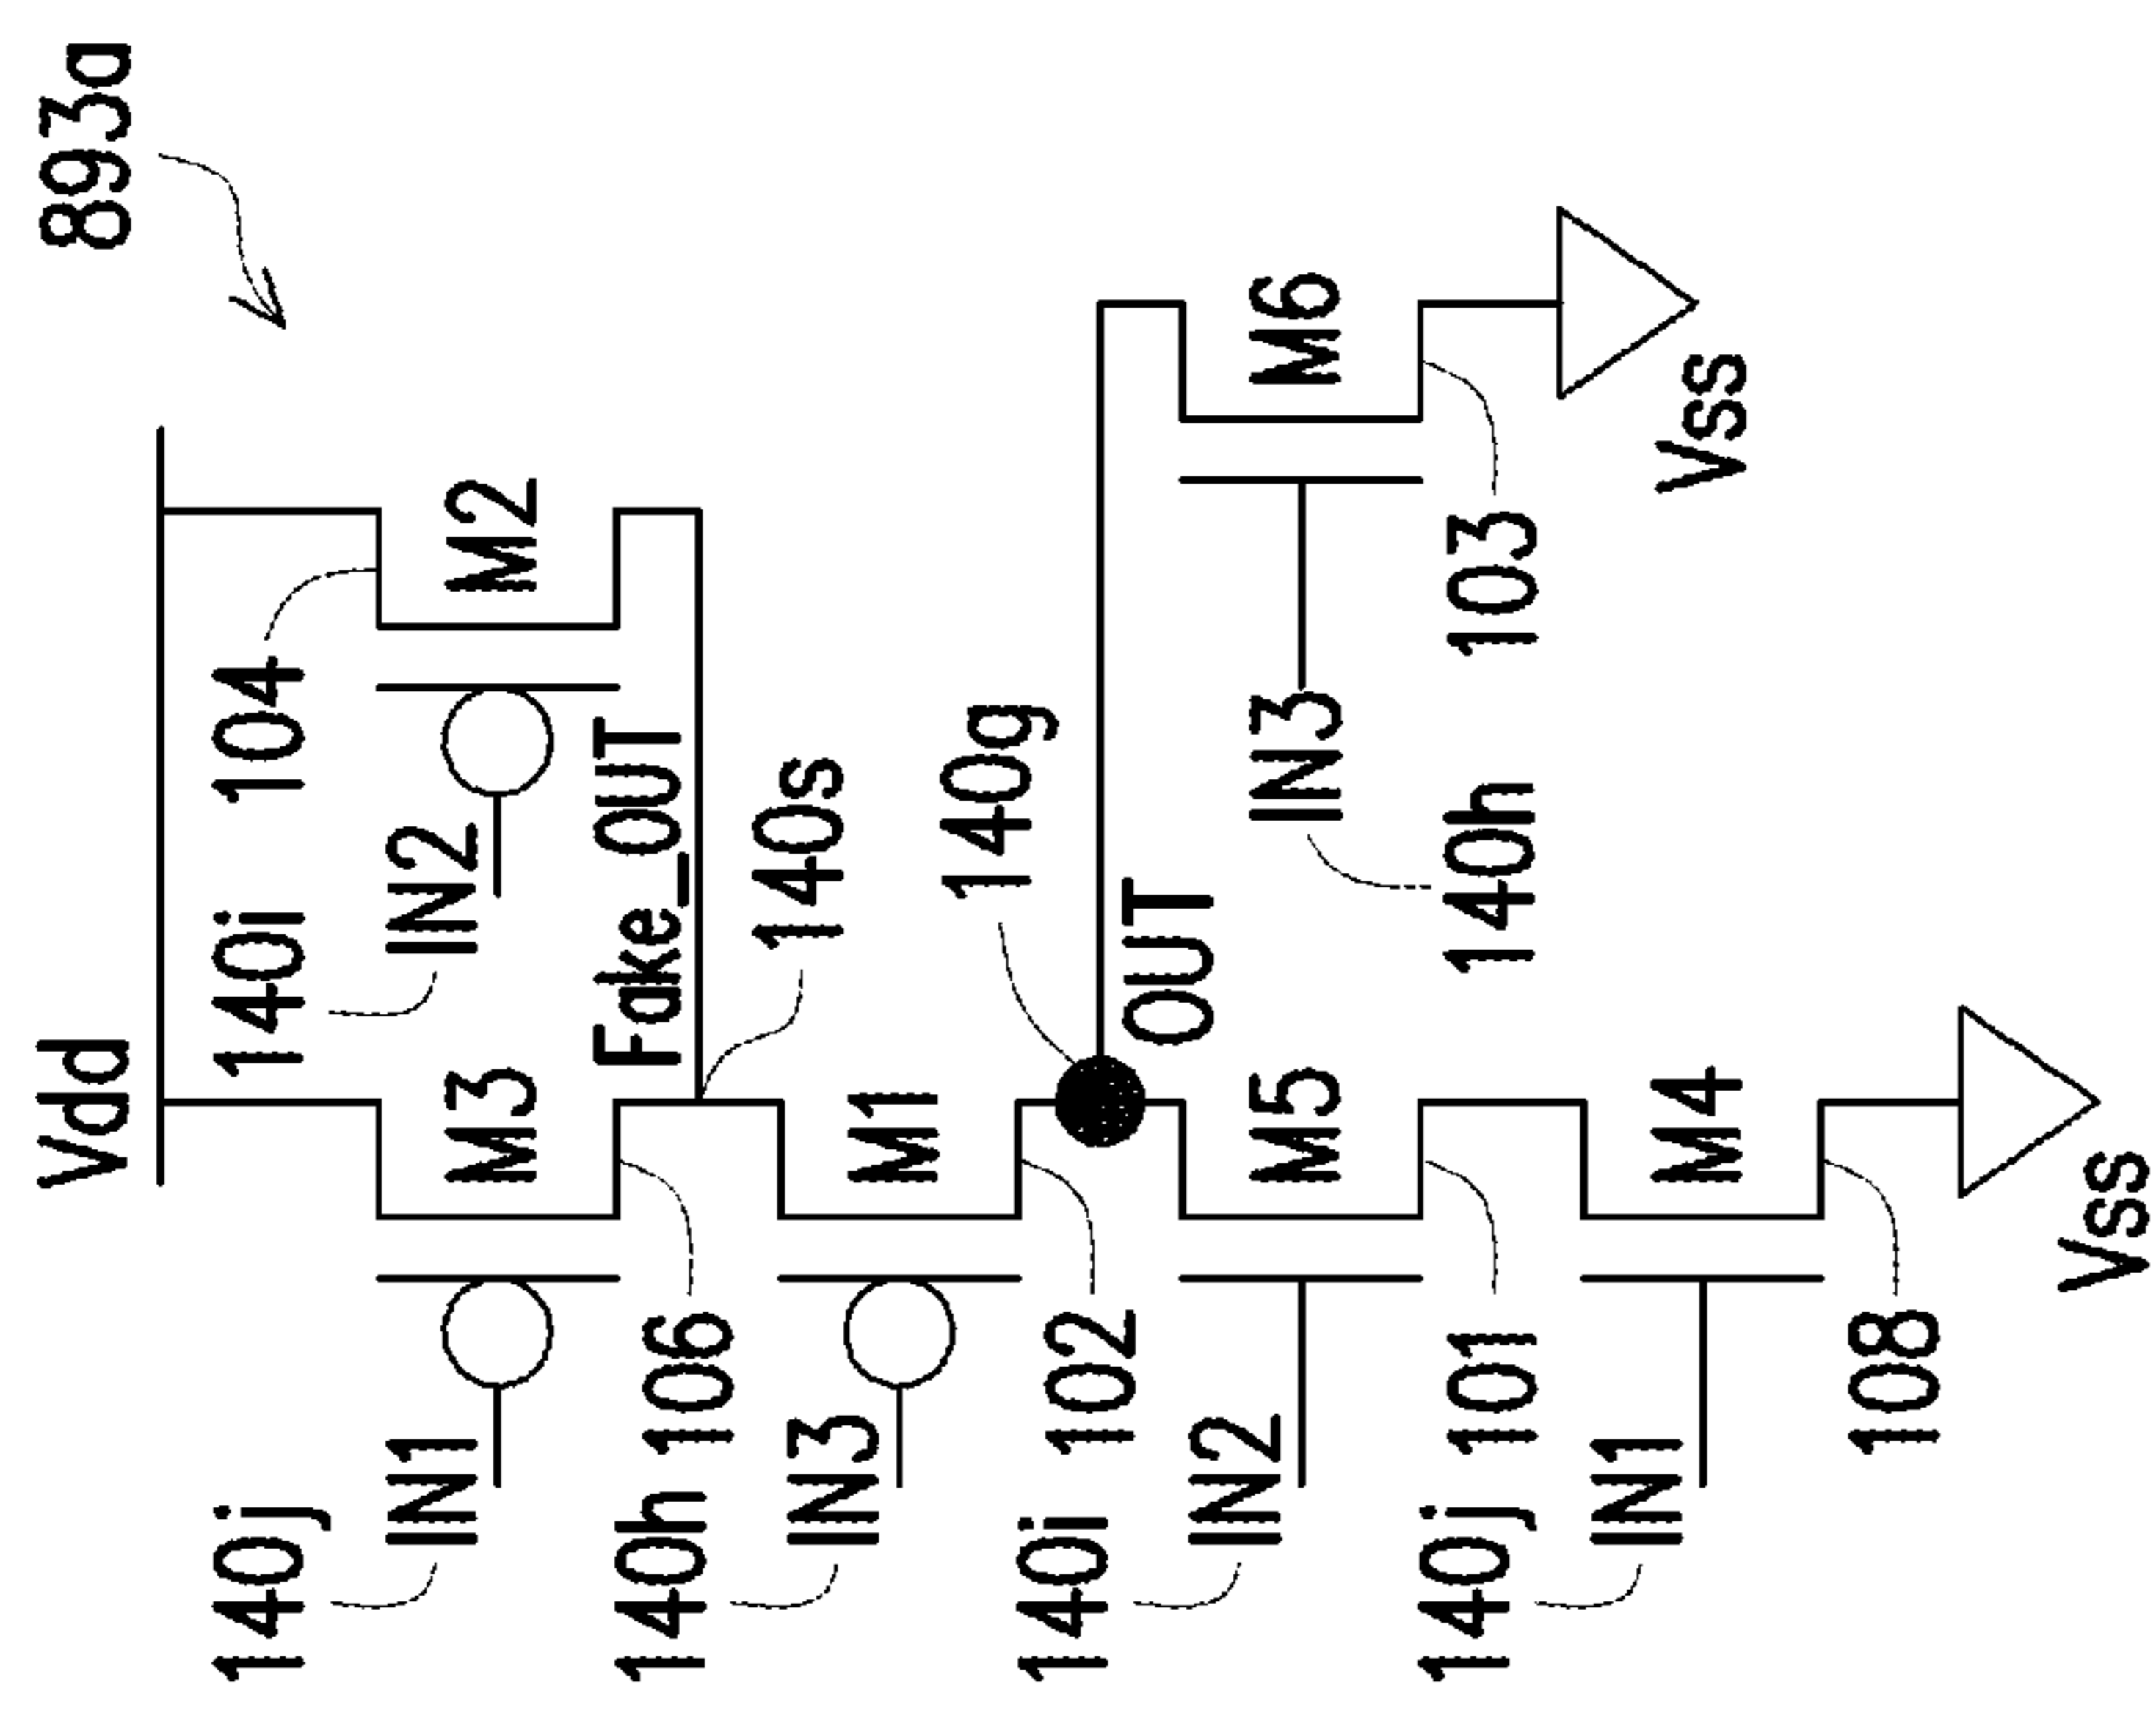 893a
Vdd
104
M2
140i
IN2
Fake_OUT
140j
IN1
M3
106
140s
140h
IN3
M1
102
140g
OUT
M6
IN3
140h
103
Vss
140i
IN2
M5
101
140j
IN1
M4
108
Vss